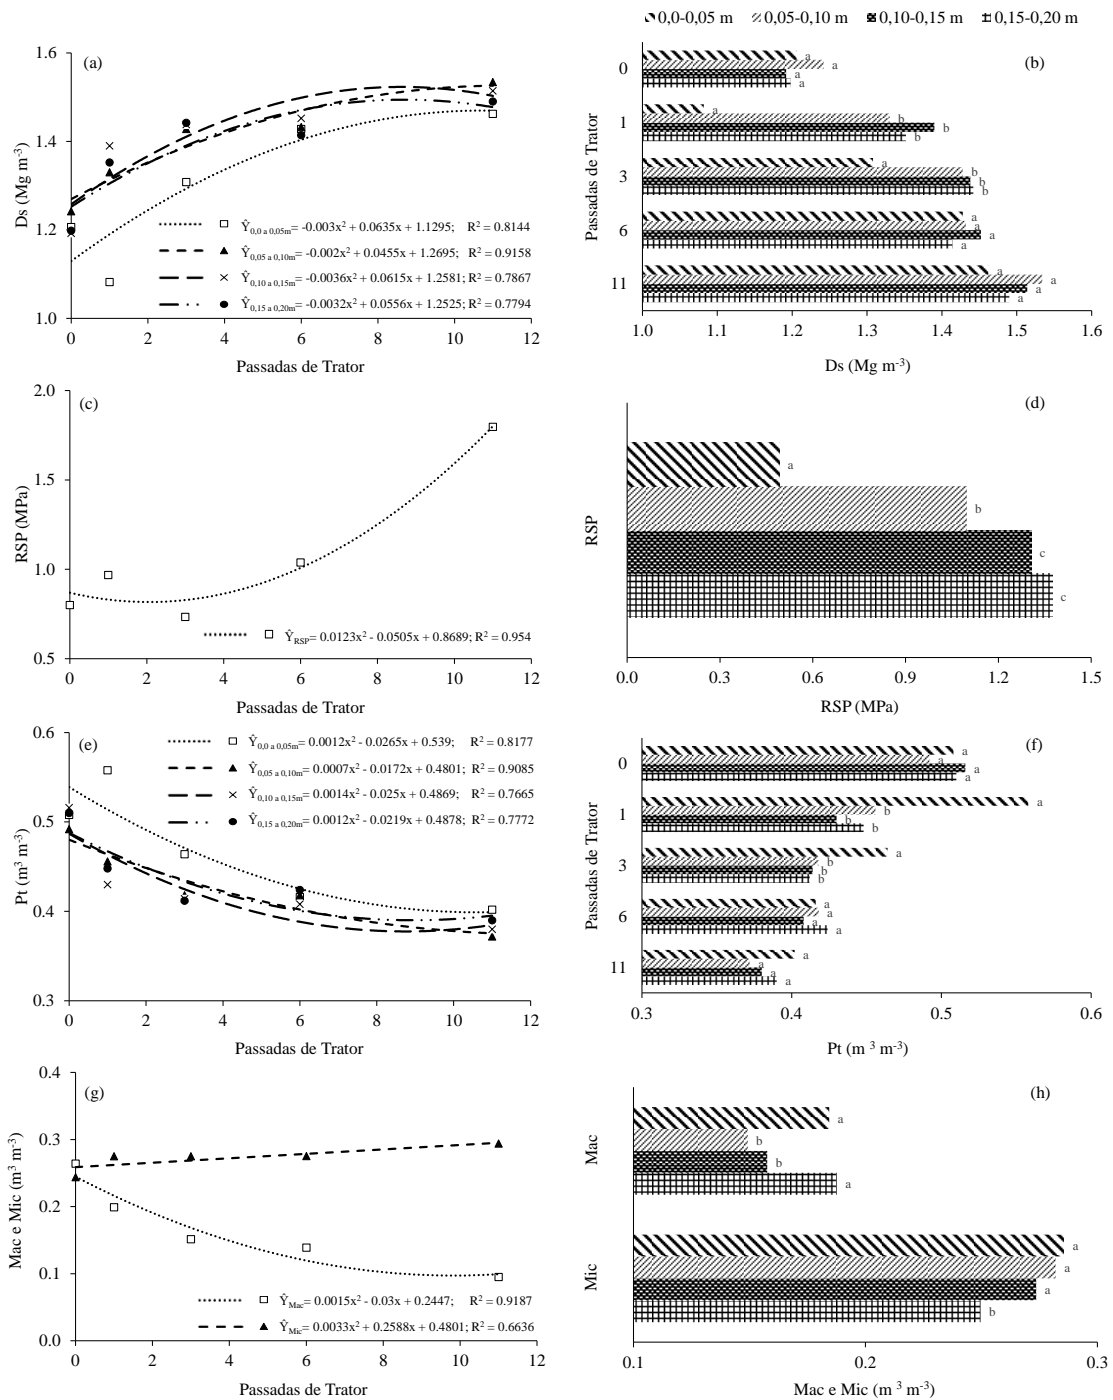 0,0-0,05 m 0,05-0,10 m 0,10-0,15 m 0,15-0,20 m
(a)
Ds (Mg m-3)
1.6
1.4
1.2
1.0
Ŷ0,0 a 0,05m= -0.003x2 + 0.0635x + 1.1295; R2 = 0.8144
Ŷ0,05 a 0,10m= -0.002x2 + 0.0455x + 1.2695; R2 = 0.9158
Ŷ0,10 a 0,15m= -0.0036x2 + 0.0615x + 1.2581; R2 = 0.7867
Ŷ0,15 a 0,20m= -0.0032x2 + 0.0556x + 1.2525; R2 = 0.7794
0 2 4 6 8 10 12
Passadas de Trator
(b)
Passadas de Trator
0 a a a a
1 a b b b
3 a b b b
6 a a a a
11 a a a a
1.0 1.1 1.2 1.3 1.4 1.5 1.6
Ds (Mg m-3)
(c)
RSP (MPa)
2.0
1.5
1.0
0.5
ŶRSP= 0.0123x2 - 0.0505x + 0.8689; R2 = 0.954
0 2 4 6 8 10 12
Passadas de Trator
(d)
RSP
a
b
c
c
0.0 0.3 0.6 0.9 1.2 1.5
RSP (MPa)
(e)
Pt (m3 m-3)
0.6
0.5
0.4
0.3
Ŷ0,0 a 0,05m= 0.0012x2 - 0.0265x + 0.539; R2 = 0.8177
Ŷ0,05 a 0,10m= 0.0007x2 - 0.0172x + 0.4801; R2 = 0.9085
Ŷ0,10 a 0,15m= 0.0014x2 - 0.025x + 0.4869; R2 = 0.7665
Ŷ0,15 a 0,20m= 0.0012x2 - 0.0219x + 0.4878; R2 = 0.7772
0 2 4 6 8 10 12
Passadas de Trator
(f)
Passadas de Trator
0 a a a a
1 a b b b
3 a b b b
6 a a a a
11 a a a a
0.3 0.4 0.5 0.6
Pt (m 3 m-3)
(g)
Mac e Mic (m3 m-3)
0.4
0.3
0.2
0.1
0.0
ŶMac= 0.0015x2 - 0.03x + 0.2447; R2 = 0.9187
ŶMic= 0.0033x2 + 0.2588x + 0.4801; R2 = 0.6636
0 2 4 6 8 10 12
Passadas de Trator
(h)
Mac a b b a
Mic a a a b
0.1 0.2 0.3
Mac e Mic (m 3 m-3)